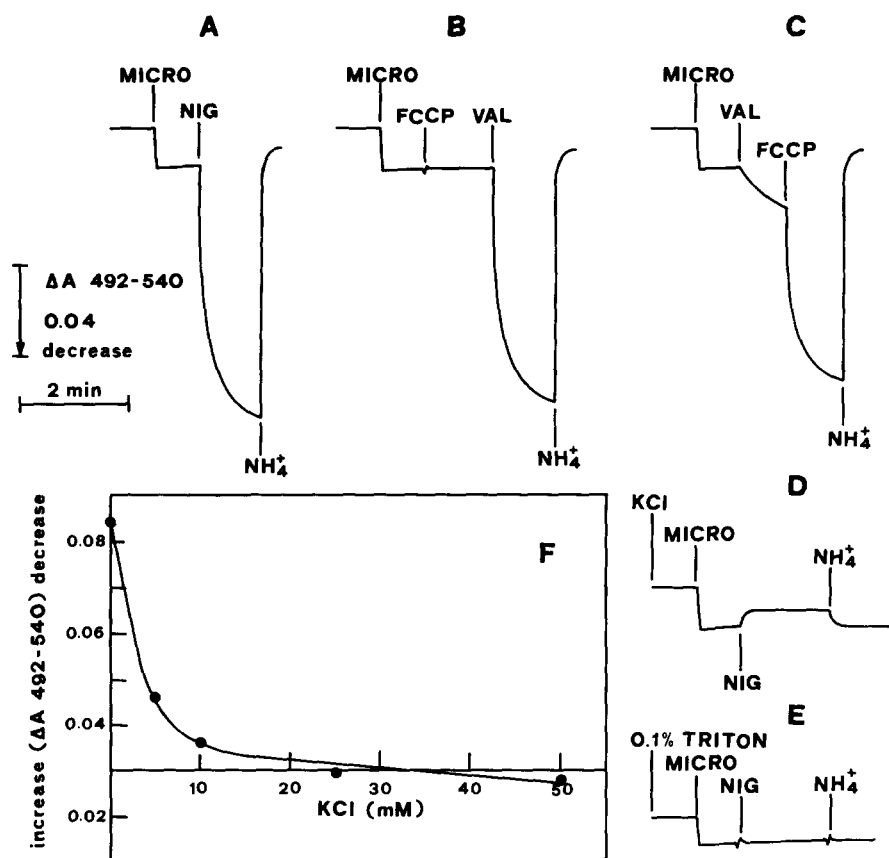 A
B
C
MICRO
NIG
MICRO
FCCP
VAL
MICRO
VAL
FCCP
ΔA 492-540
0.04
decrease
2 min
NH₄⁺
NH₄⁺
NH₄⁺
increase (ΔA 492-540) decrease
0.08
0.06
0.04
0.02
F
10
20
30
40
50
KCl (mM)
D
KCl
MICRO
NH₄⁺
NIG
E
0.1% TRITON
MICRO
NIG
NH₄⁺